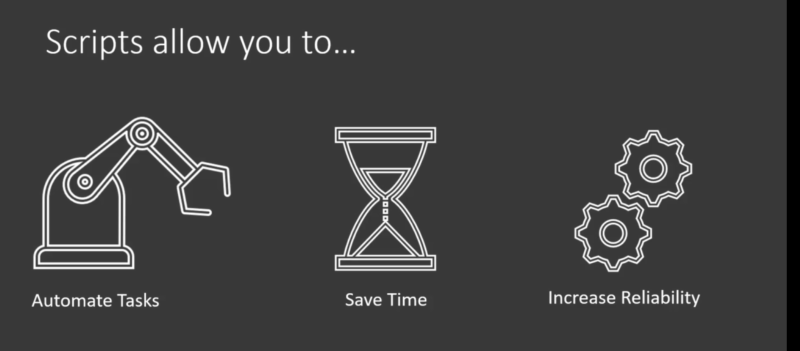 Scripts allow you to...
Automate Tasks
Save Time
Increase Reliability